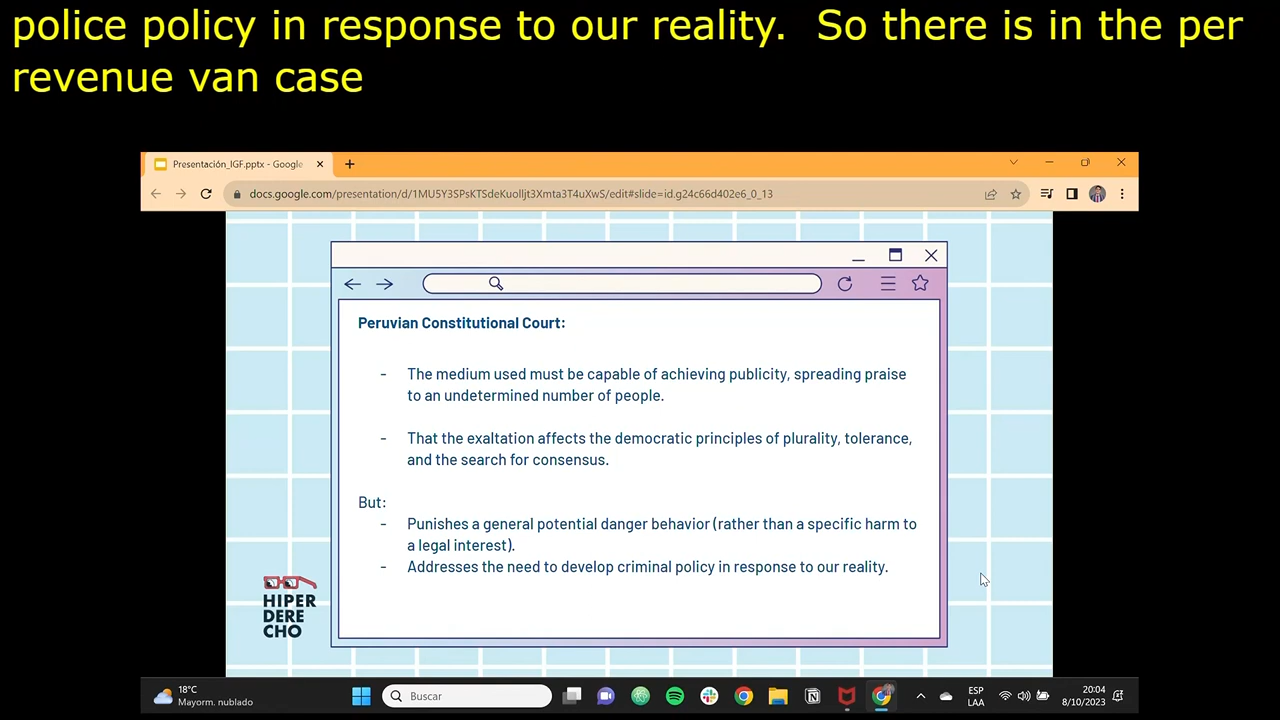 police policy in response to our reality.  So there is in the per
revenue van case
Presentación_IGF.pptx - Google
docs.google.com/presentation/d/1MU5Y3SPsKTSdeKuolljt3Xmta3T4uXwS/edit#slide=id.g24c66d402e6_0_13
Peruvian Constitutional Court:
- The medium used must be capable of achieving publicity, spreading praise
to an undetermined number of people.
- That the exaltation affects the democratic principles of plurality, tolerance,
and the search for consensus.
But:
- Punishes a general potential danger behavior (rather than a specific harm to
a legal interest).
- Addresses the need to develop criminal policy in response to our reality.
HIPER
DERE
CHO
18°C
Mayorm. nublado
Buscar
ESP
LAA
20:04
8/10/2023